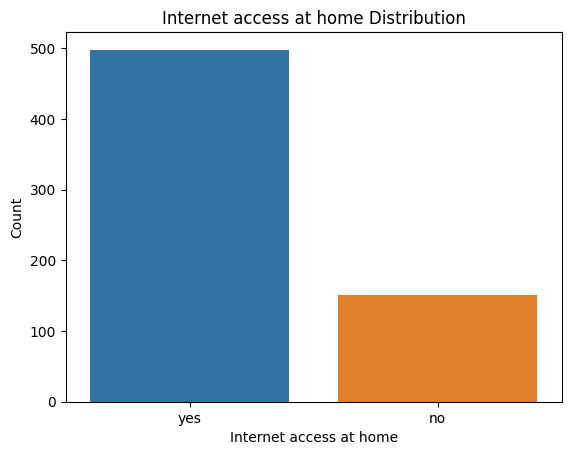 Internet access at home Distribution
500
400
300
200
100
0
Count
yes no
Internet access at home